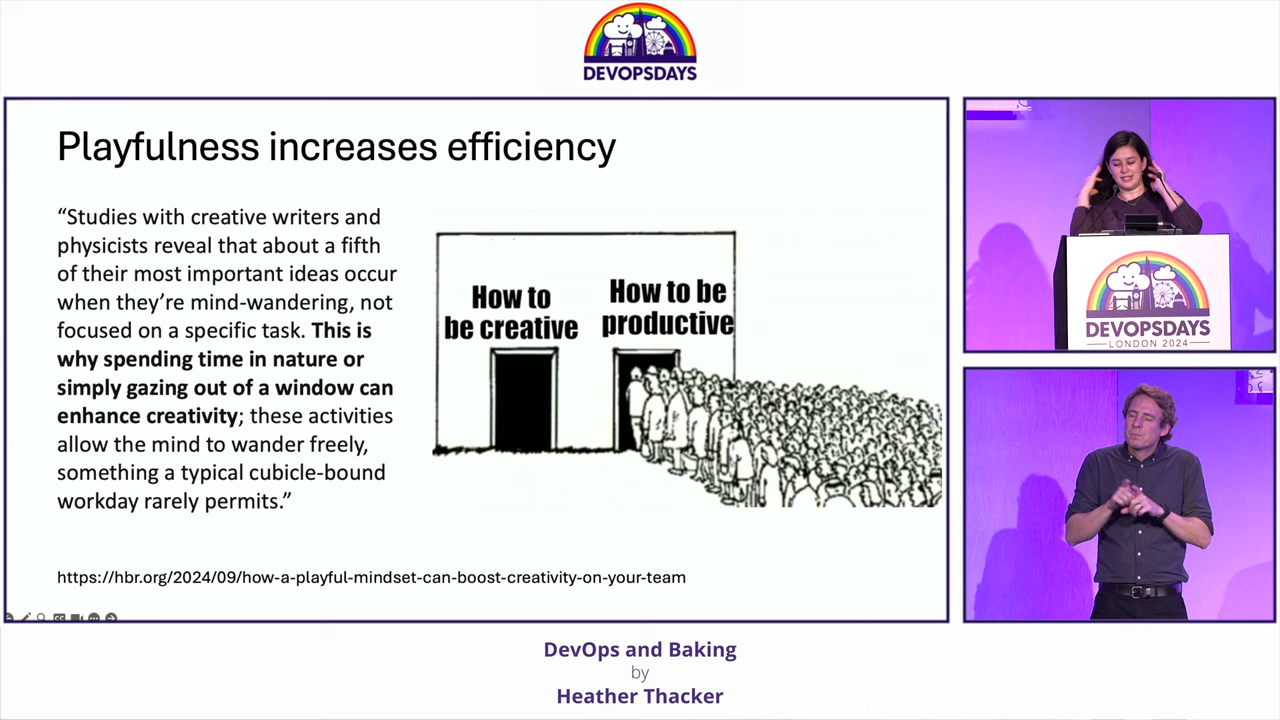 DEVOPSDAYS
Playfulness increases efficiency
“Studies with creative writers and
physicists reveal that about a fifth
of their most important ideas occur
when they’re mind-wandering, not
focused on a specific task. This is
why spending time in nature or
simply gazing out of a window can
enhance creativity; these activities
allow the mind to wander freely,
something a typical cubicle-bound
workday rarely permits.”
How to
be creative
How to be
productive
https://hbr.org/2024/09/how-a-playful-mindset-can-boost-creativity-on-your-team
DEVOPSDAYS
LONDON 2024
DevOps and Baking
by
Heather Thacker